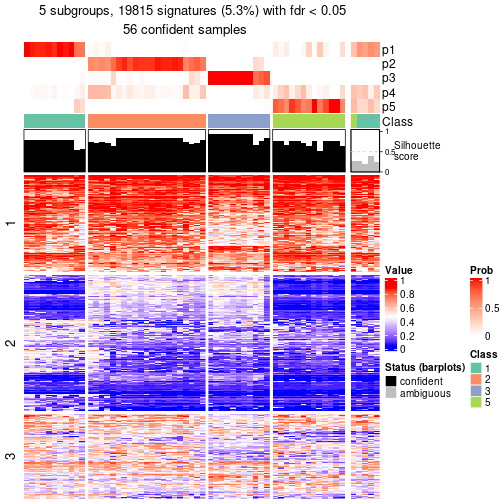 5 subgroups, 19815 signatures (5.3%) with fdr < 0.05
56 confident samples
p1
p2
p3
p4
p5
Class
1
0.5
0
Silhouette
score
1
2
3
Value
1
0.8
0.6
0.4
0.2
0
Status (barplots)
confident
ambiguous
Prob
1
0.5
0
Class
1
2
3
5